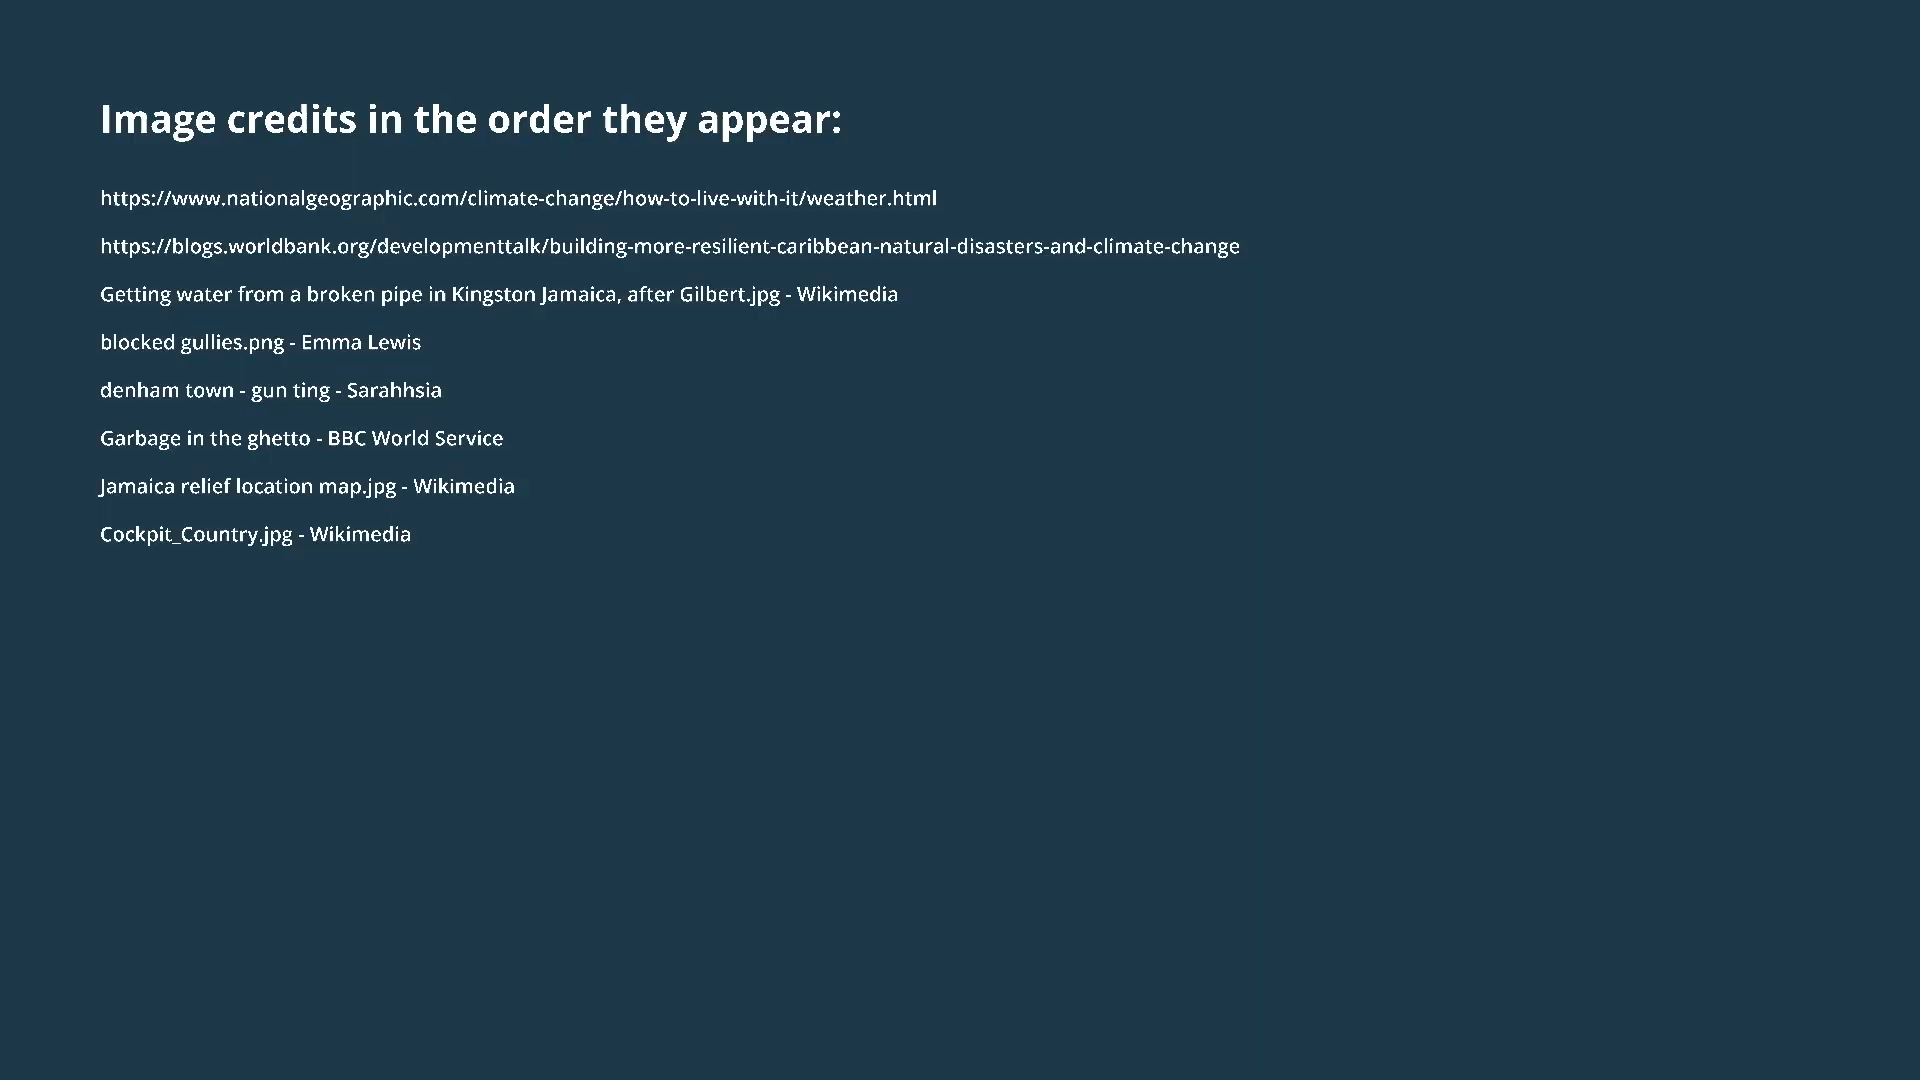 Image credits in the order they appear:
https://www.nationalgeographic.com/climate-change/how-to-live-with-it/weather.html
https://blogs.worldbank.org/developmenttalk/building-more-resilient-caribbean-natural-disasters-and-climate-change
Getting water from a broken pipe in Kingston Jamaica, after Gilbert.jpg - Wikimedia
blocked gullies.png - Emma Lewis
denham town - gun ting - Sarahhsia
Garbage in the ghetto - BBC World Service
Jamaica relief location map.jpg - Wikimedia
Cockpit_Country.jpg - Wikimedia